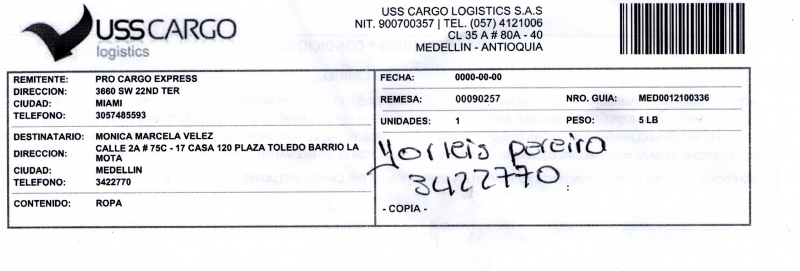 USSCARGO
logistics
USS CARGO LOGISTICS S.A.S
NIT. 900700357 | TEL. (057) 4121006
CL 35 A # 80A - 40
MEDELLIN - ANTIOQUIA
REMITENTE: PRO CARGO EXPRESS
DIRECCION: 3660 SW 22ND TER
CIUDAD: MIAMI
TELEFONO: 3057485593
FECHA: 0000-00-00
REMESA: 00090257 NRO. GUIA: MED0012100336
UNIDADES: 1 PESO: 5 LB
DESTINATARIO: MONICA MARCELA VELEZ
DIRECCION: CALLE 2A # 75C - 17 CASA 120 PLAZA TOLEDO BARRIO LA
MOTA
CIUDAD: MEDELLIN
TELEFONO: 3422770
CONTENIDO: ROPA
Yorleis pereira
3422770
- COPIA -